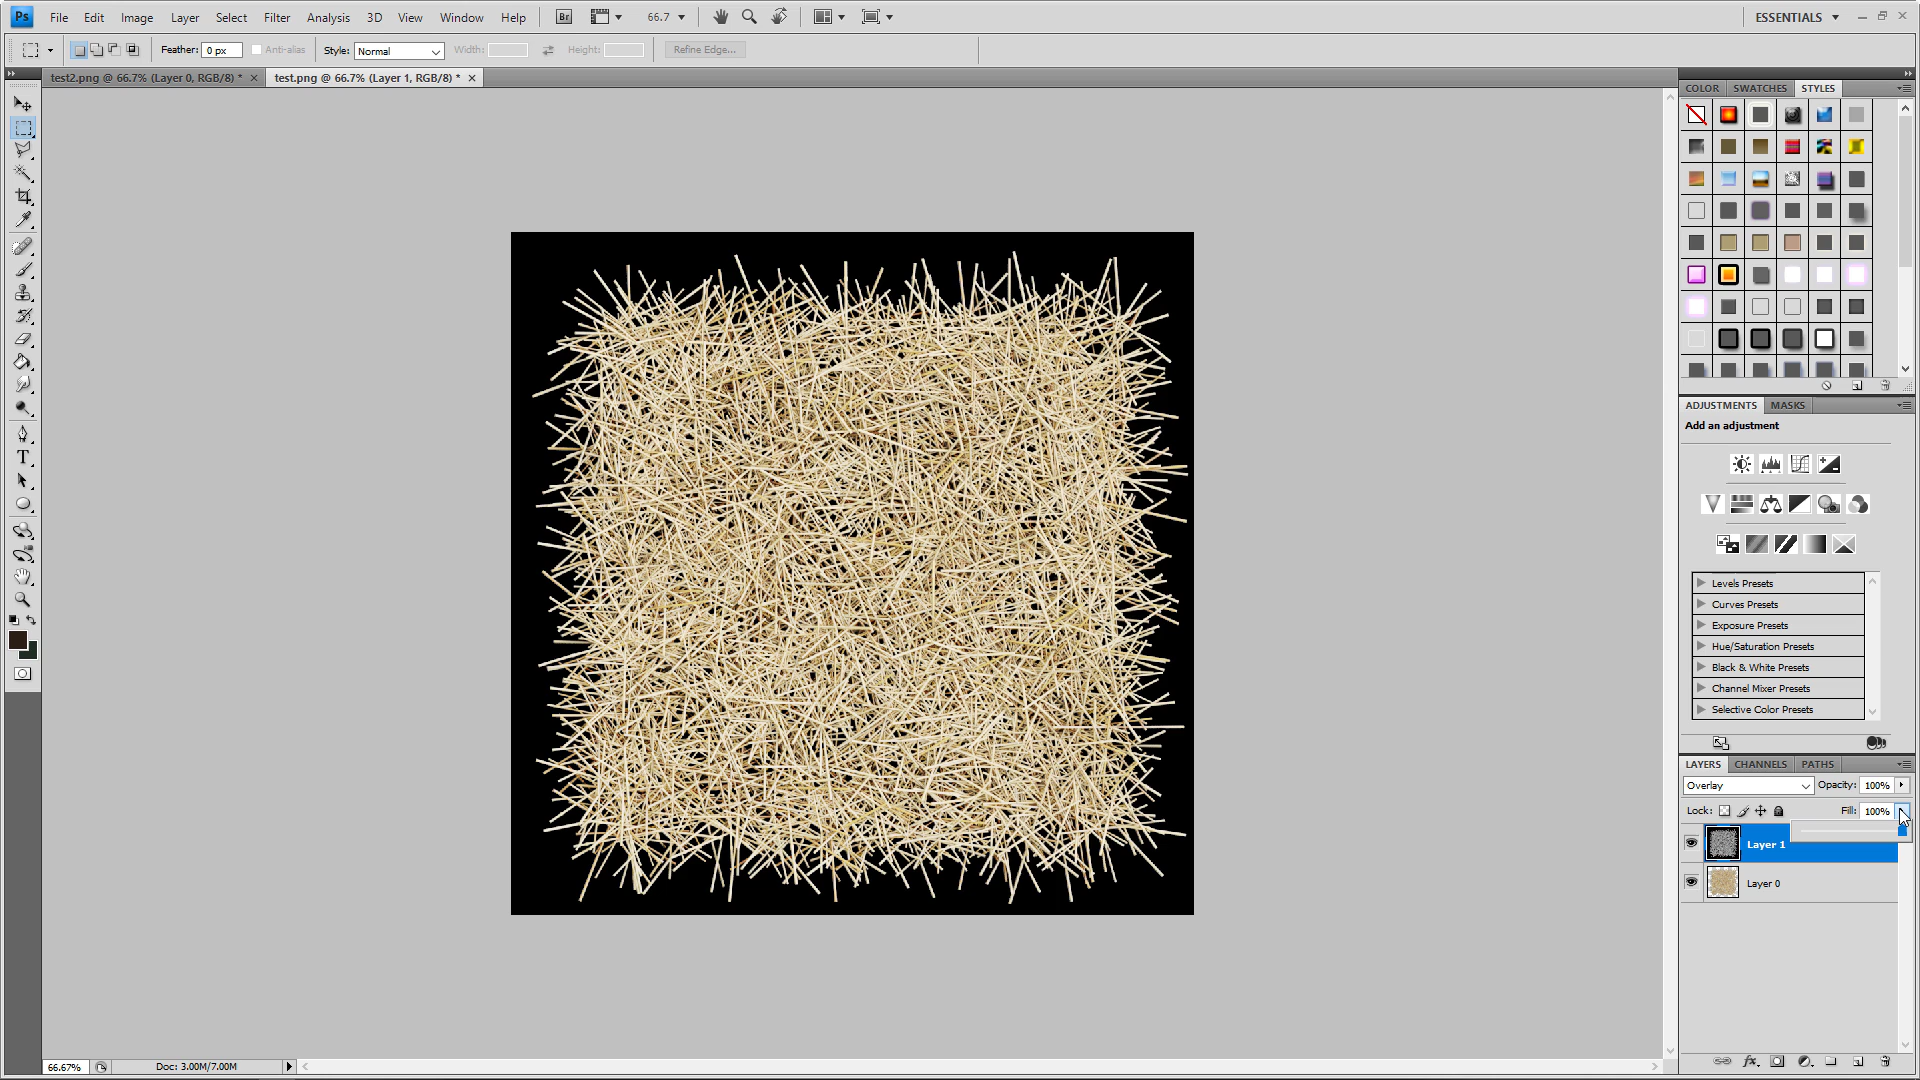 Ps File Edit Image Layer Select Filter Analysis 3D View Window Help Br 66.7 ESSENTIALS
Feather: 0 px Anti-alias Style: Normal Width: Height: Refine Edge...
test2.png @ 66.7% (Layer 0, RGB/8) * test.png @ 66.7% (Layer 1, RGB/8) *
COLOR SWATCHES STYLES
ADJUSTMENTS MASKS
Add an adjustment
Levels Presets
Curves Presets
Exposure Presets
Hue/Saturation Presets
Black & White Presets
Channel Mixer Presets
Selective Color Presets
LAYERS CHANNELS PATHS
Overlay Opacity: 100%
Lock: Fill: 100%
Layer 1
Layer 0
66.67% Doc: 3.00M/7.00M